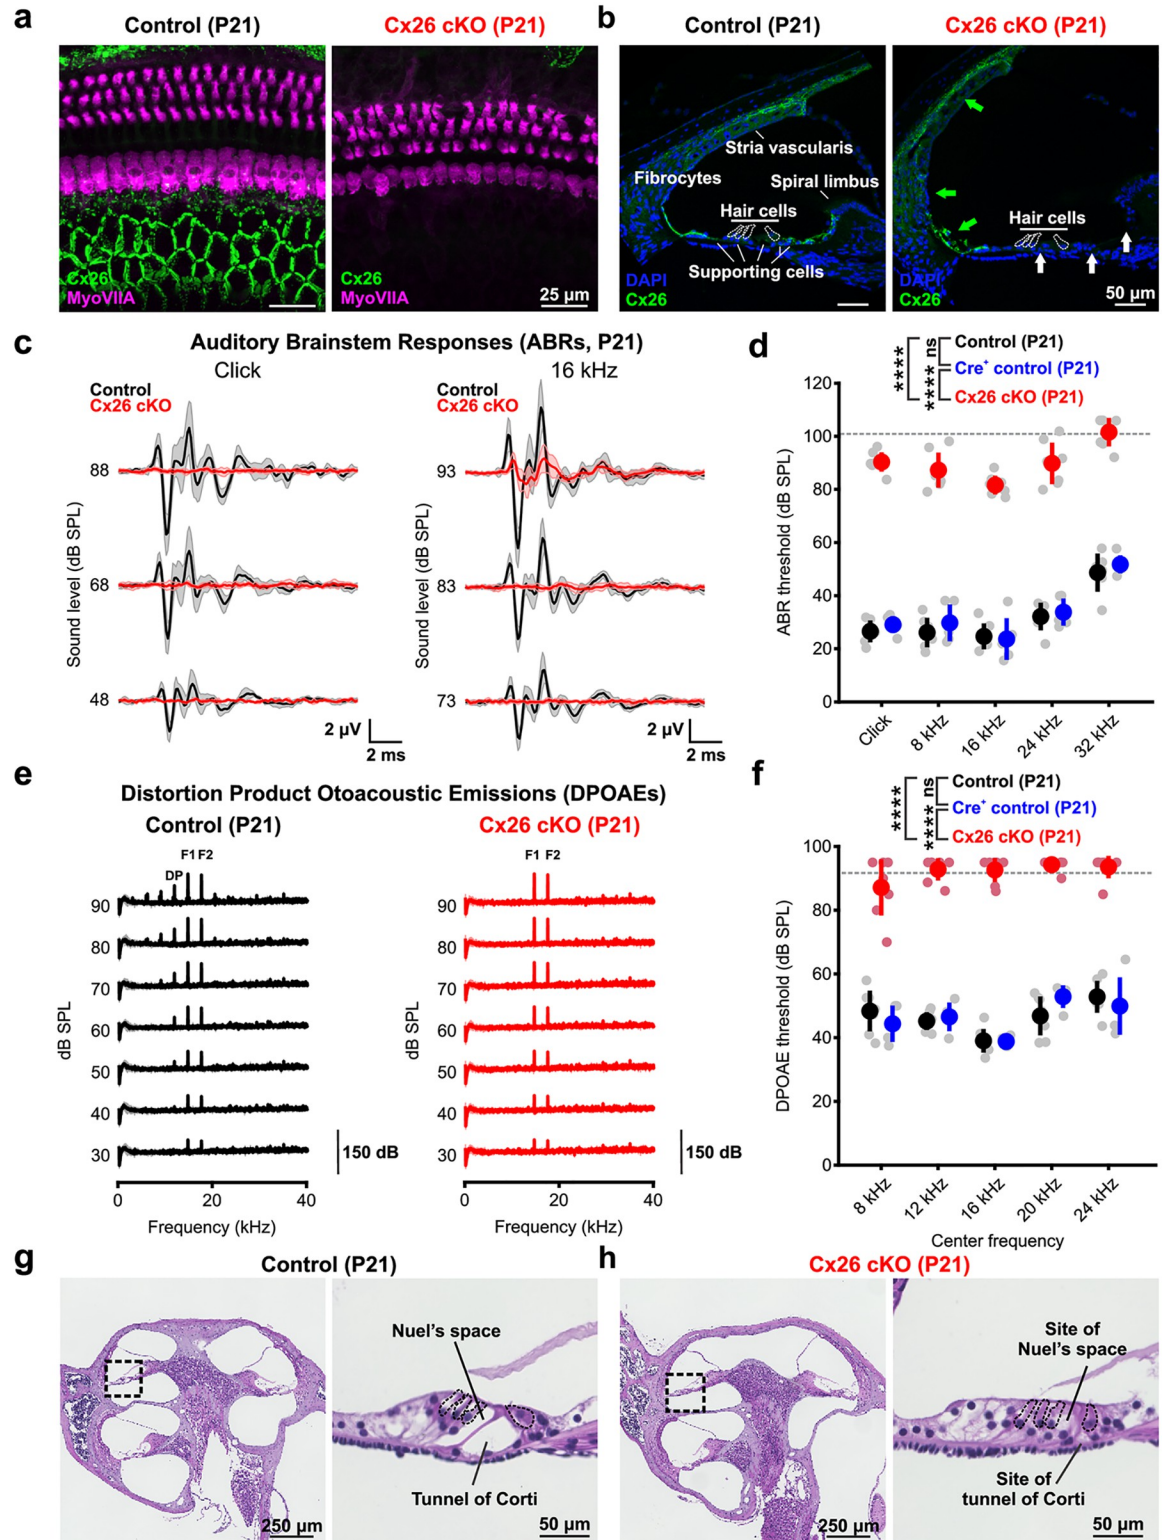 a
Control (P21)
Cx26 cKO (P21)
Cx26
MyoVIIA
Cx26
MyoVIIA
25 µm
b
Control (P21)
Cx26 cKO (P21)
Stria vascularis
Fibrocytes
Spiral limbus
Hair cells
Supporting cells
DAPI
Cx26
Hair cells
DAPI
Cx26
50 µm
c
Auditory Brainstem Responses (ABRs, P21)
Click
16 kHz
Control
Cx26 cKO
Control
Cx26 cKO
Sound level (dB SPL)
88
68
48
2 µV
2 ms
Sound level (dB SPL)
93
83
73
2 µV
2 ms
d
**** 
ns
****
Control (P21)
Cre+ control (P21)
Cx26 cKO (P21)
ABR threshold (dB SPL)
120
100
80
60
40
20
0
Click
8 kHz
16 kHz
24 kHz
32 kHz
e
Distortion Product Otoacoustic Emissions (DPOAEs)
Control (P21)
Cx26 cKO (P21)
F1 F2
DP
dB SPL
90
80
70
60
50
40
30
150 dB
0
20
40
Frequency (kHz)
F1 F2
dB SPL
90
80
70
60
50
40
30
150 dB
0
20
40
Frequency (kHz)
f
****
ns
****
Control (P21)
Cre+ control (P21)
Cx26 cKO (P21)
DPOAE threshold (dB SPL)
100
80
60
40
20
0
8 kHz
12 kHz
16 kHz
20 kHz
24 kHz
Center frequency
g
Control (P21)
250 µm
Nuel's space
Tunnel of Corti
50 µm
h
Cx26 cKO (P21)
250 µm
Site of
Nuel's space
Site of
tunnel of Corti
50 µm